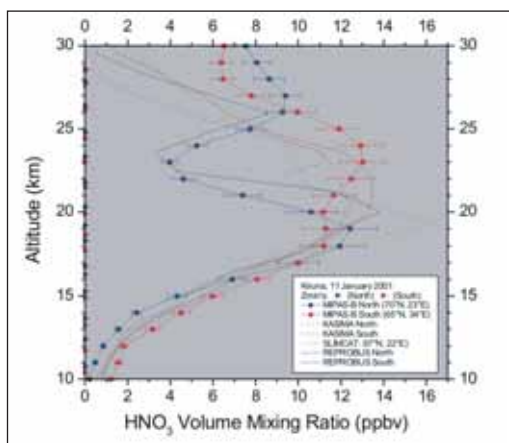 0 2 4 6 8 10 12 14 16
30
25
20
15
10
30
25
20
15
10
Altitude (km)
Kiruna, 11 January 2001
(North) (South)
MIPAS-B North (70°N, 23°E)
MIPAS-B South (65°N, 34°E)
KASIMA North
KASIMA South
SLIMCAT 22°E)
REPROBUS North
REPROBUS South
0 2 4 6 8 10 12 14 16
HNO₃ Volume Mixing Ratio (ppbv)